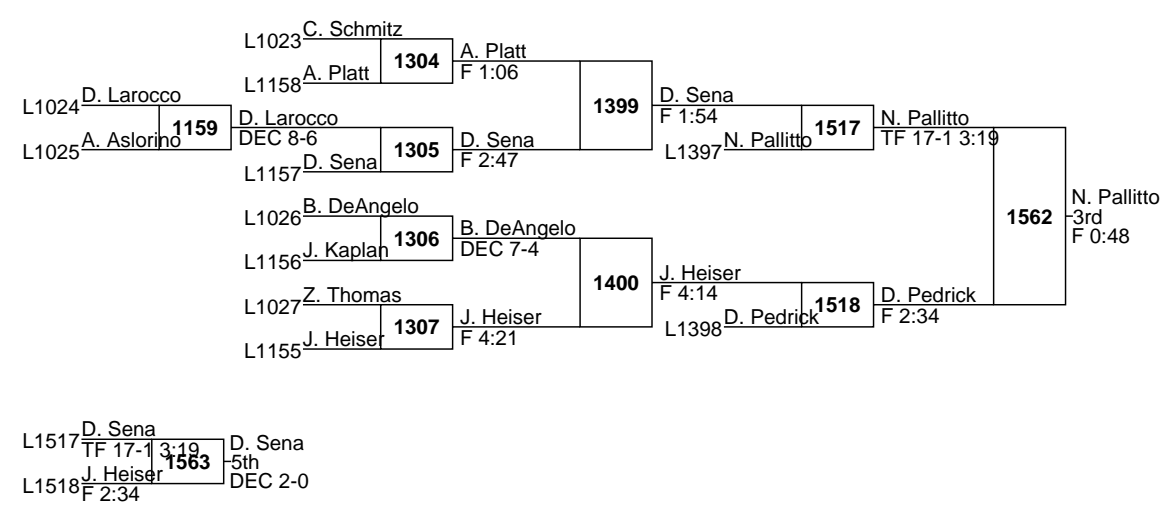 L1023 C. Schmitz
1304
A. Platt
F 1:06
L1158 A. Platt
1399
D. Sena
F 1:54
L1024 D. Larocco
1159
D. Larocco
DEC 8-6
L1025 A. Aslorino
1305
D. Sena
F 2:47
L1157 D. Sena
L1397 N. Pallitto
1517
N. Pallitto
TF 17-1 3:19
L1026 B. DeAngelo
1306
B. DeAngelo
DEC 7-4
L1156 J. Kaplan
1400
J. Heiser
F 4:14
L1027 Z. Thomas
1307
J. Heiser
F 4:21
L1155 J. Heiser
L1398 D. Pedrick
1518
D. Pedrick
F 2:34
1562
N. Pallitto
3rd
F 0:48
L1517 D. Sena
TF 17-1 3:19
1563
D. Sena
5th
DEC 2-0
L1518 J. Heiser
F 2:34